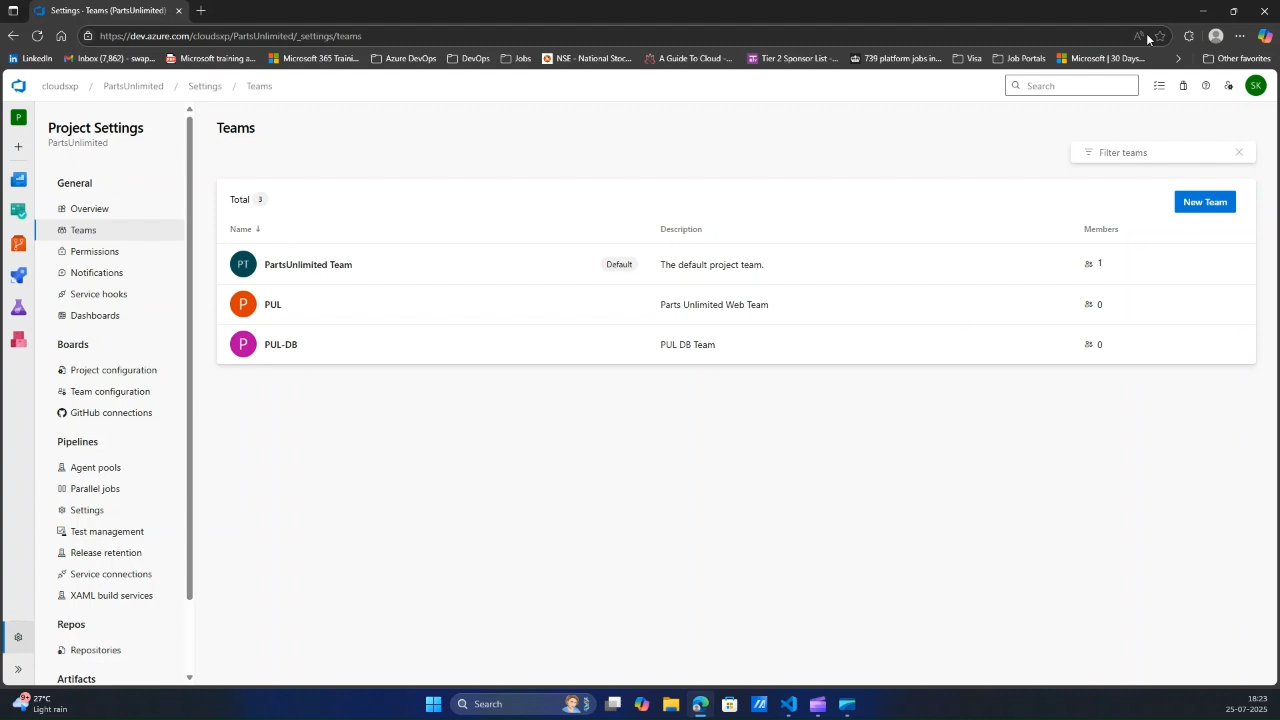 Settings - Teams (PartsUnlimited)
https://dev.azure.com/cloudsxp/PartsUnlimited/_settings/teams
LinkedIn
Inbox (7,862) - swap...
Microsoft training a...
Microsoft 365 Traini...
Azure DevOps
DevOps
Jobs
NSE - National Stoc...
A Guide To Cloud -...
Tier 2 Sponsor List -...
739 platform jobs in...
Visa
Job Portals
Microsoft | 30 Days...
Other favorites
cloudsxp / PartsUnlimited / Settings / Teams
Search
SK
P
Project Settings
PartsUnlimited
General
Overview
Teams
Permissions
Notifications
Service hooks
Dashboards
Boards
Project configuration
Team configuration
GitHub connections
Pipelines
Agent pools
Parallel jobs
Settings
Test management
Release retention
Service connections
XAML build services
Repos
Repositories
Artifacts
Teams
Filter teams
Total 3
New Team
Name Description Members
PT PartsUnlimited Team Default The default project team. 1
P PUL Parts Unlimited Web Team 0
P PUL-DB PUL DB Team 0
9+
27°C
Light rain
Search
18:23
25-07-2025